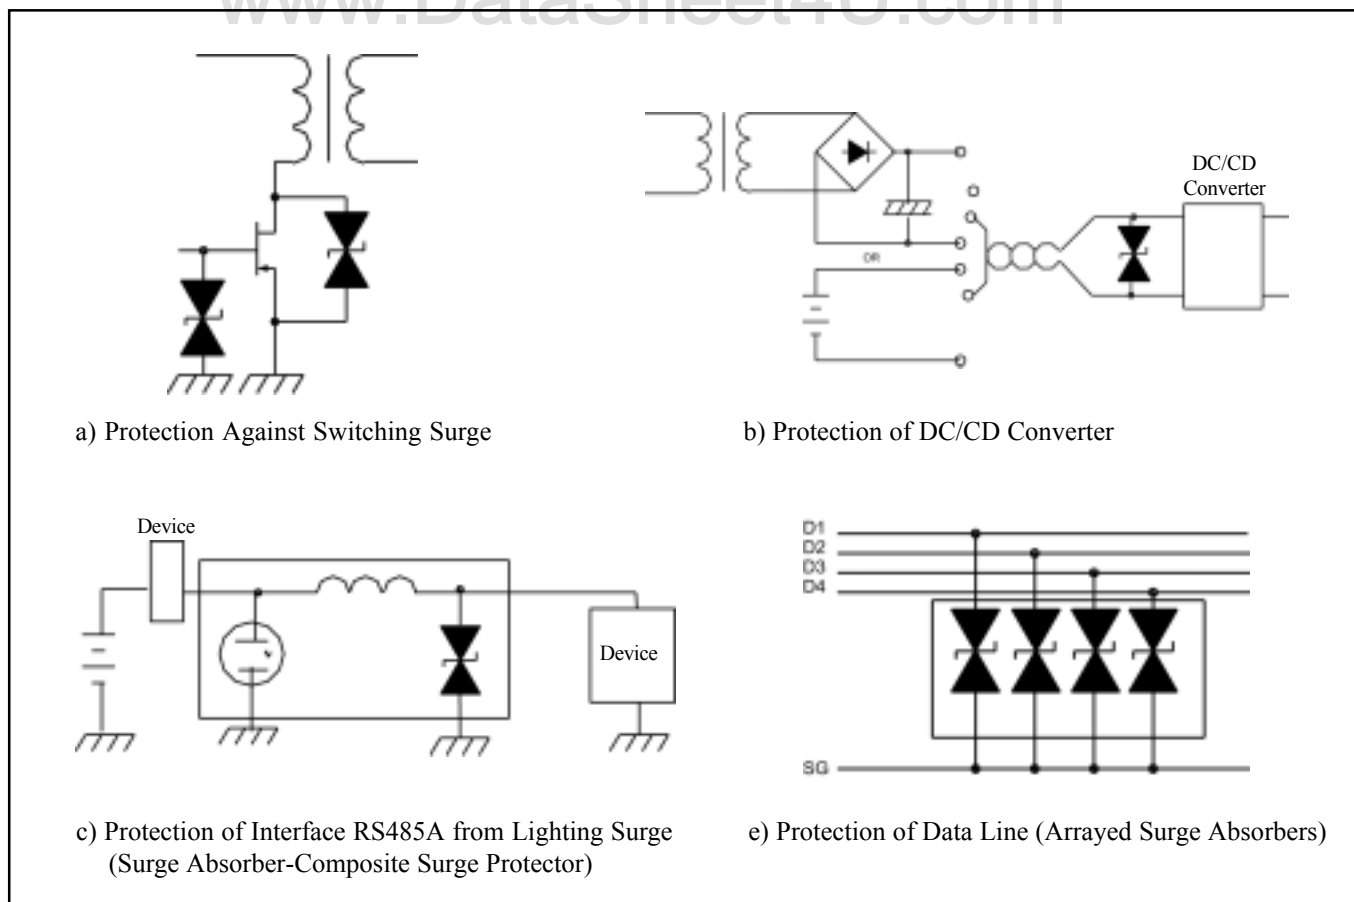 www.DataSheet4U.com
DC/CD
Converter
OR
a) Protection Against Switching Surge
b) Protection of DC/CD Converter
Device
Device
D1
D2
D3
D4
SG
c) Protection of Interface RS485A from Lighting Surge
(Surge Absorber-Composite Surge Protector)
e) Protection of Data Line (Arrayed Surge Absorbers)